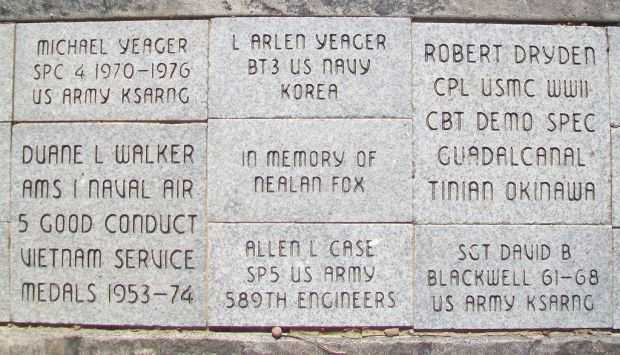 MICHAEL YEAGER
SPC 4 1970-1976
US ARMY KSARNG
DUANE L WALKER
AMS 1 NAVAL AIR
5 GOOD CONDUCT
VIETNAM SERVICE
MEDALS 1953-74
L ARLEN YEAGER
BT3 US NAVY
KOREA
IN MEMORY OF
NEALAN FOX
ALLEN L CASE
SP5 US ARMY
589TH ENGINEERS
ROBERT DRYDEN
CPL USMC WWII
CBT DEMO SPEC
GUADALCANAL
TINIAN OKINAWA
SGT DAVID B
BLACKWELL 61-68
US ARMY KSARNG